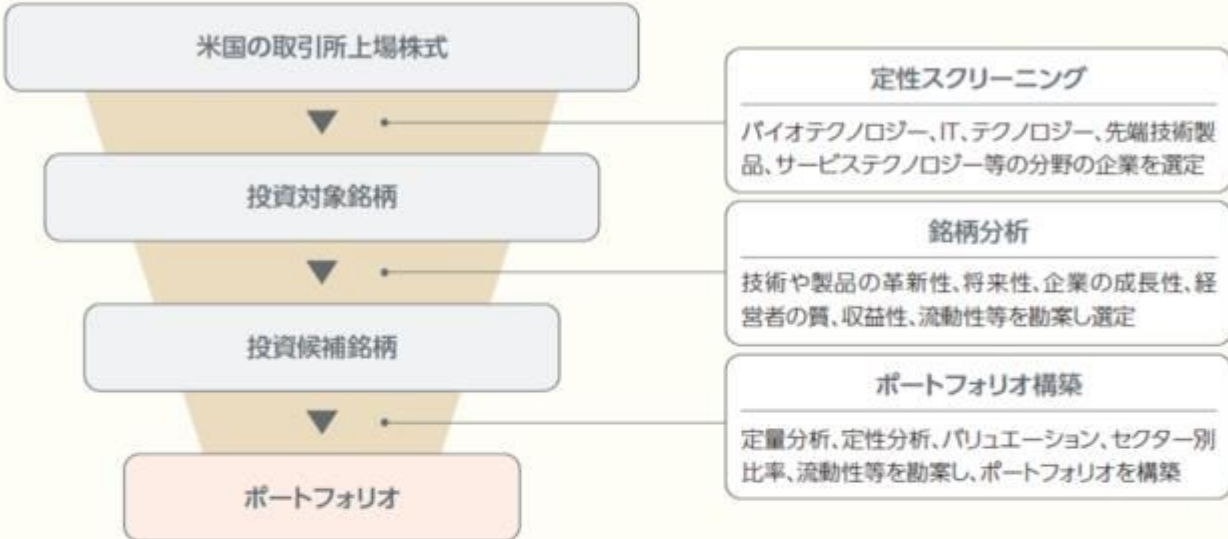 米国の取引所上場株式
定性スクリーニング
バイオテクノロジー、IT、テクノロジー、先端技術製
品、サービステクノロジー等の分野の企業を選定
投資対象銘柄
銘柄分析
技術や製品の革新性、将来性、企業の成長性、経
営者の質、収益性、流動性等を勘案し選定
投資候補銘柄
ポートフォリオ構築
定量分析、定性分析、バリュエーション、セクター別
比率、流動性等を勘案し、ポートフォリオを構築
ポートフォリオ